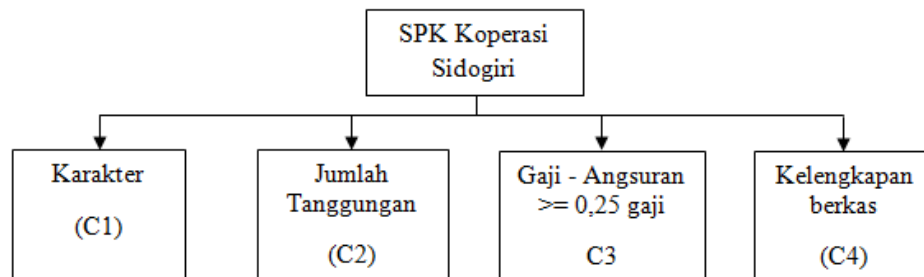 SPK Koperasi
Sidogiri
Karakter
(C1)
Jumlah
Tanggungan
(C2)
Gaji - Angsuran
>= 0,25 gaji
C3
Kelengkapan
berkas
(C4)